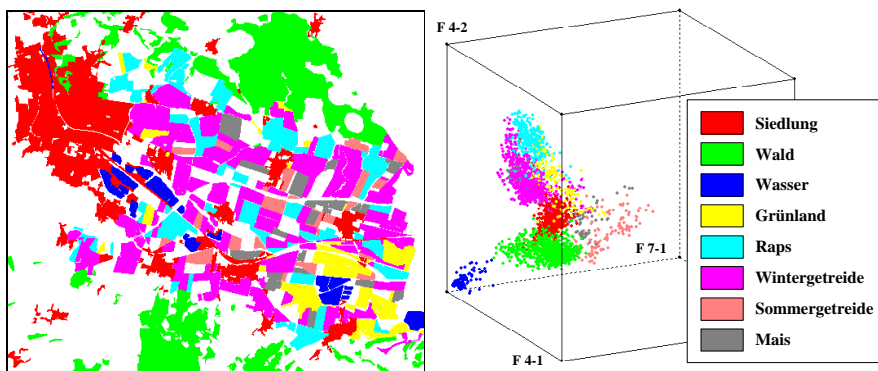 F 4-2
Siedlung
Wald
Wasser
Grünland
Raps
Wintergetreide
Sommergetreide
Mais
F 7-1
F 4-1